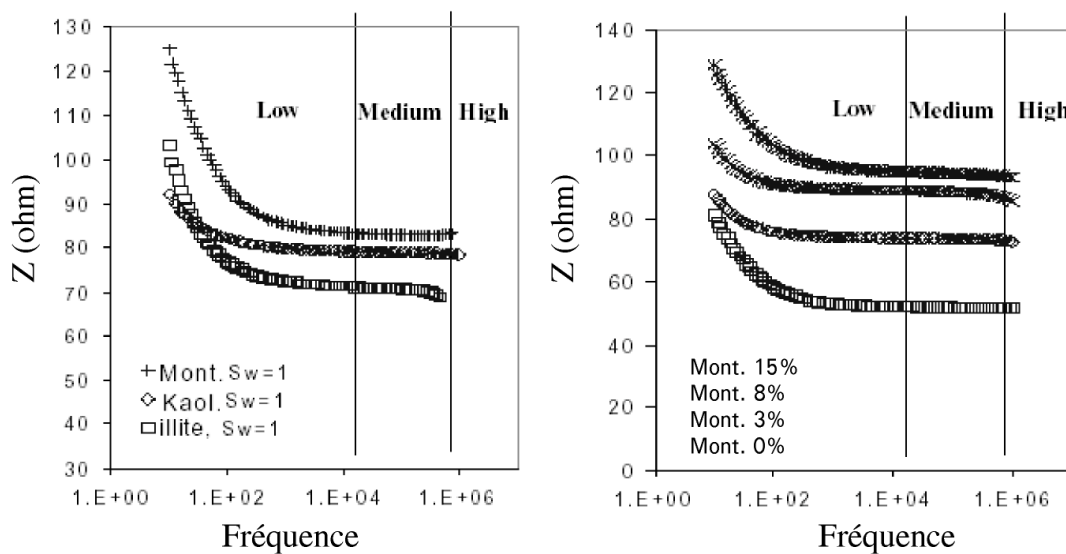 130
120
110
100
90
80
70
60
50
40
30
Z (ohm)
Low
Medium
High
Mont. Sw=1
Kaol. Sw=1
illite, Sw=1
1.E+00
1.E+02
1.E+04
1.E+06
Fréquence
140
120
100
80
60
40
20
0
Z (ohm)
Low
Medium
High
Mont. 15%
Mont. 8%
Mont. 3%
Mont. 0%
1.E+00
1.E+02
1.E+04
1.E+06
Fréquence